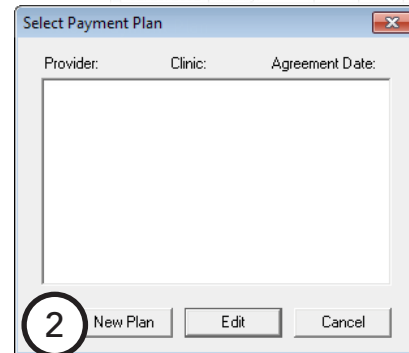 Select Payment Plan
Provider: Clinic: Agreement Date:
2 New Plan Edit Cancel